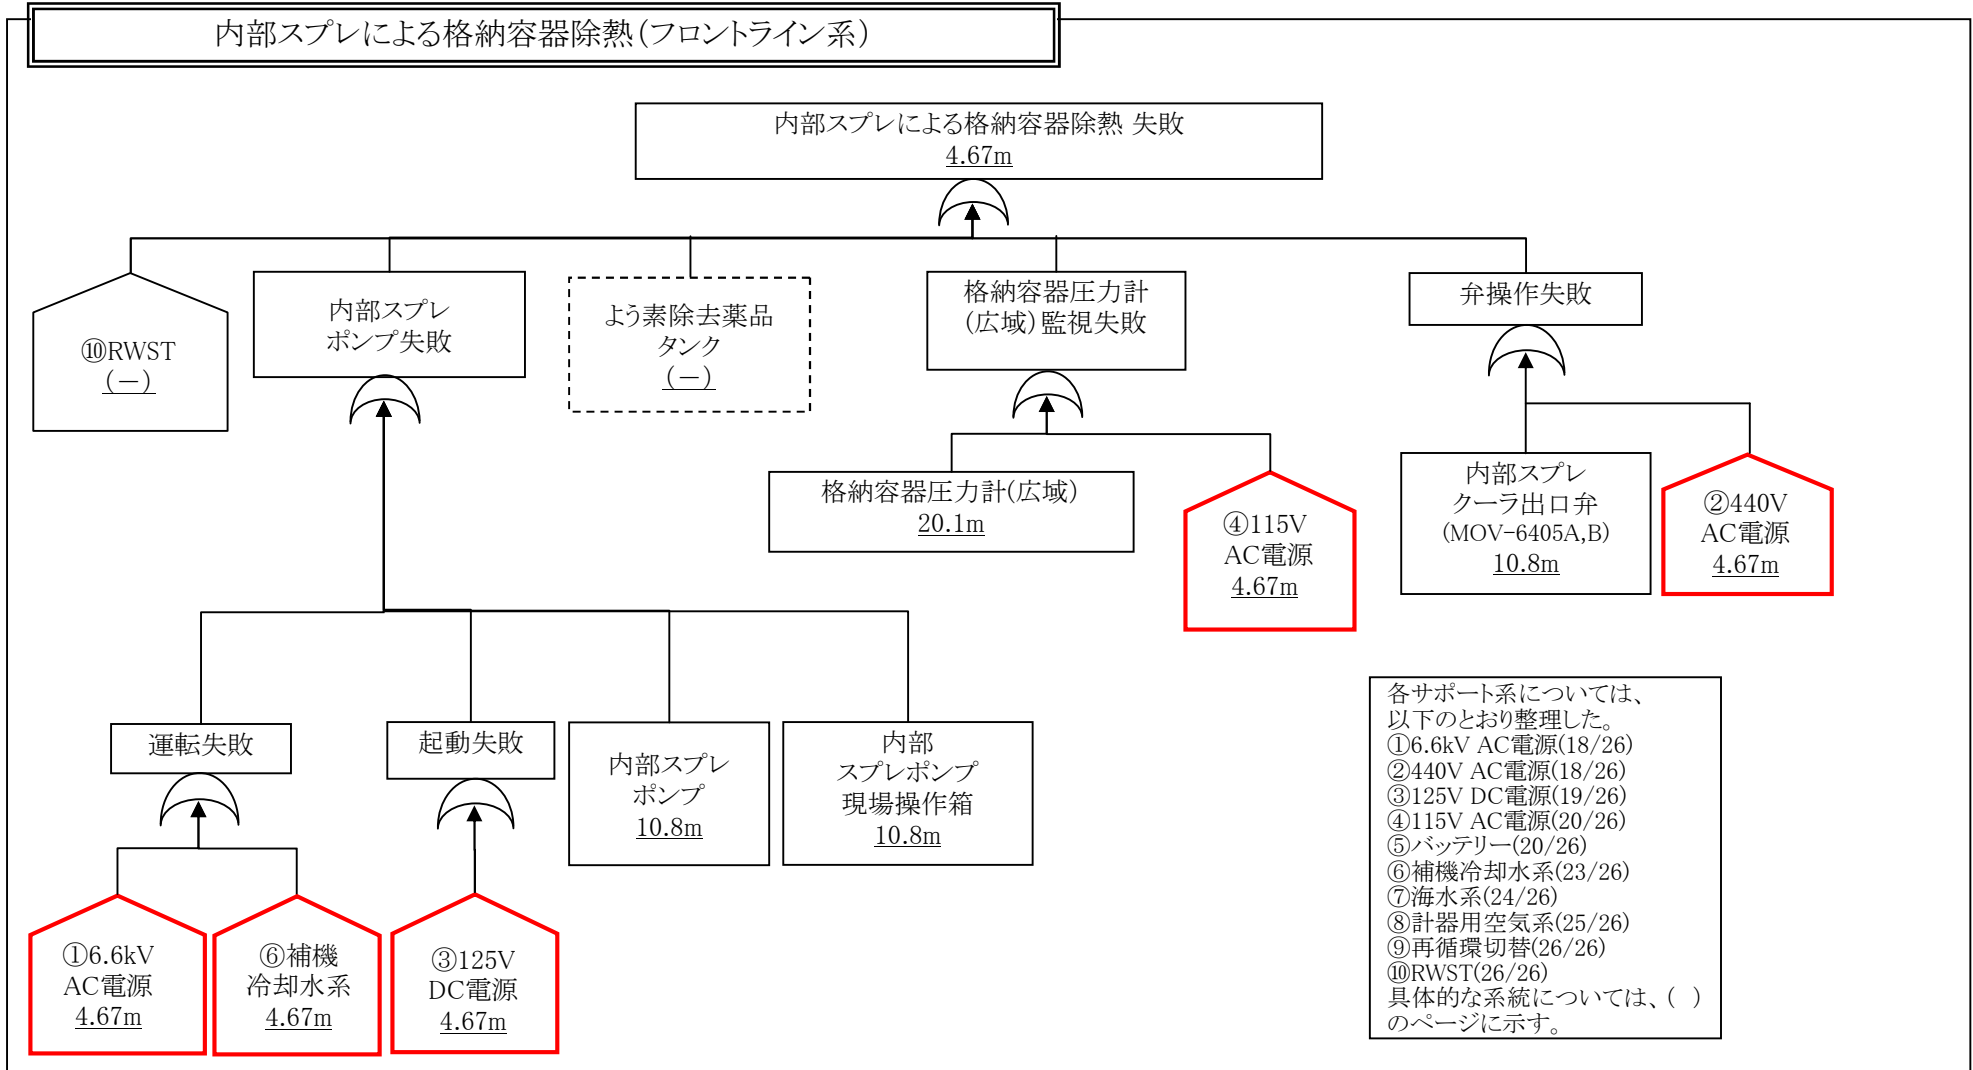 内部スプレによる格納容器除熱(フロントライン系)
内部スプレによる格納容器除熱 失敗
4.67m
⑩RWST
(－)
内部スプレ
ポンプ失敗
よう素除去薬品
タンク
(－)
格納容器圧力計
(広域)監視失敗
弁操作失敗
格納容器圧力計(広域)
20.1m
④115V
AC電源
4.67m
内部スプレ
クーラ出口弁
(MOV-6405A,B)
10.8m
②440V
AC電源
4.67m
運転失敗
起動失敗
内部スプレ
ポンプ
10.8m
内部
スプレポンプ
現場操作箱
10.8m
①6.6kV
AC電源
4.67m
⑥補機
冷却水系
4.67m
③125V
DC電源
4.67m
各サポート系については、
以下のとおり整理した。
①6.6kV AC電源(18/26)
②440V AC電源(18/26)
③125V DC電源(19/26)
④115V AC電源(20/26)
⑤バッテリー(20/26)
⑥補機冷却水系(23/26)
⑦海水系(24/26)
⑧計器用空気系(25/26)
⑨再循環切替(26/26)
⑩RWST(26/26)
具体的な系統については、( )
のページに示す。